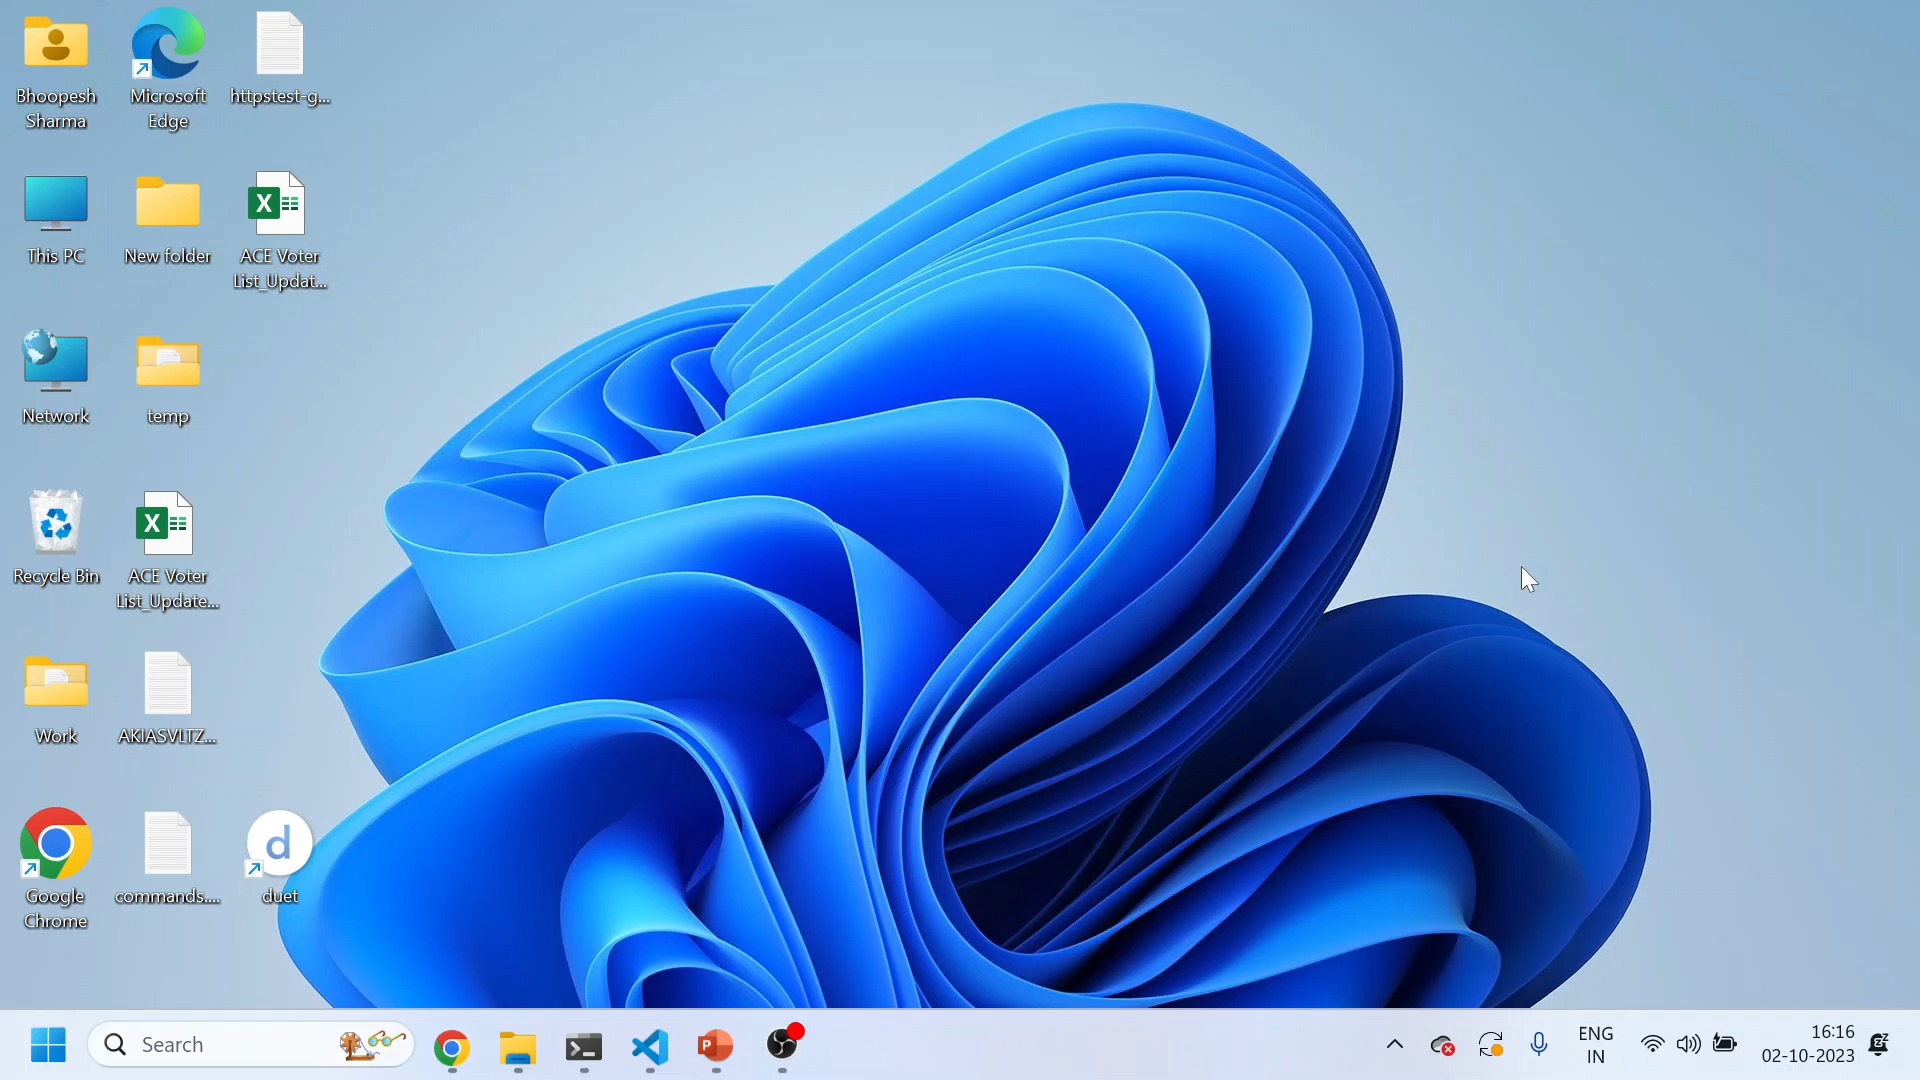 Bhoopesh
Sharma
Microsoft
Edge
httpstest-g...
This PC
New folder
ACE Voter
List_Updat...
Network
temp
Recycle Bin
ACE Voter
List_Update...
Work
AKIASVLTZ...
Google
Chrome
commands....
d
duet
Search
ENG
IN
16:16
02-10-2023